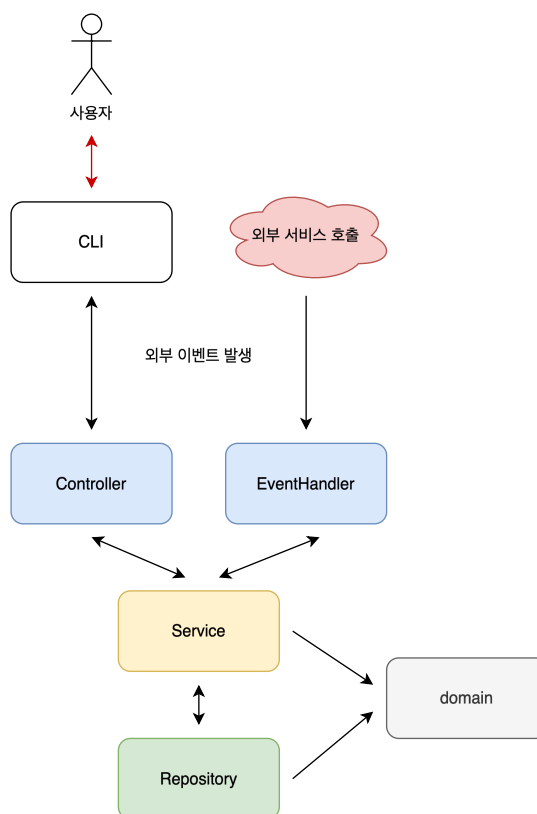 사용자
CLI
외부 서비스 호출
외부 이벤트 발생
Controller
EventHandler
Service
domain
Repository